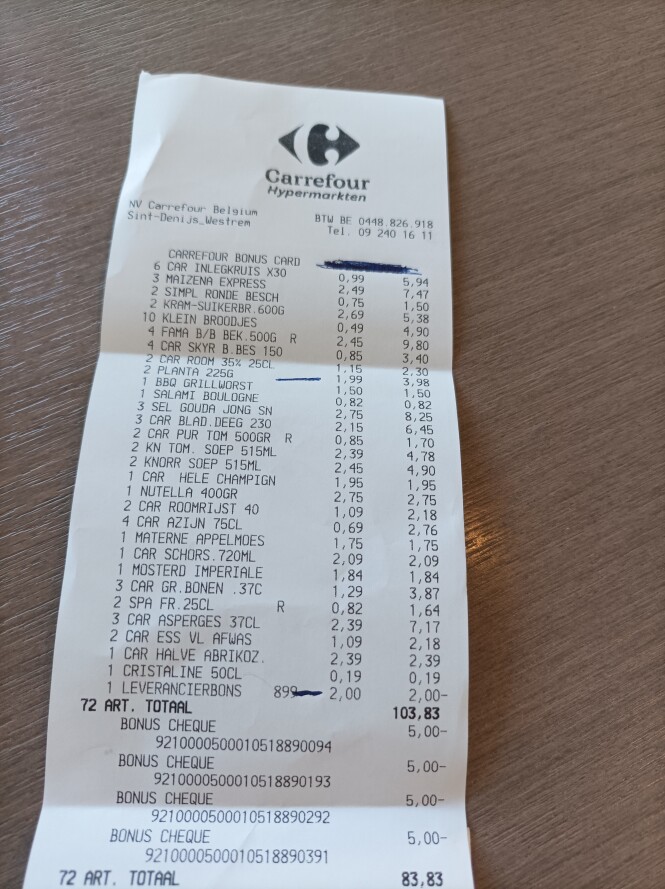 Carrefour
Hypermarkten
NV Carrefour Belgium
Sint-Denijs_Westrem
BTW BE 0448.826.918
Tel. 09 240 16 11
CARREFOUR BONUS CARD
6 CAR INLEGKRUIS X30 0,99 5,94
3 MAIZENA EXPRESS 2,49 7,47
2 SIMPL RONDE BESCH 0,75 1,50
2 KRAM-SUIKERBR.600G 2,69 5,38
10 KLEIN BROODJES 0,49 4,90
4 FAMA B/B BEK.500G R 2,45 9,80
4 CAR SKYR B.BES 150 0,85 3,40
2 CAR ROOM 35% 25CL 1,15 2,30
2 PLANTA 225G 1,99 3,98
1 BBQ GRILLWORST 1,50 1,50
1 SALAMI BOULOGNE 0,82 0,82
3 SEL GOUDA JONG SN 2,75 8,25
3 CAR BLAD.DEEG 230 2,15 6,45
2 CAR PUR TOM 500GR R 0,85 1,70
2 KN TOM. SOEP 515ML 2,39 4,78
2 KNORR SOEP 515ML 2,45 4,90
1 CAR HELE CHAMPIGN 1,95 1,95
1 NUTELLA 400GR 2,75 2,75
2 CAR ROOMRIJST 40 1,09 2,18
4 CAR AZIJN 75CL 0,69 2,76
1 MATERNE APPELMOES 1,75 1,75
1 CAR SCHORS.720ML 2,09 2,09
1 MOSTERD IMPERIALE 1,84 1,84
3 CAR GR.BONEN .37C 1,29 3,87
2 SPA FR.25CL R 0,82 1,64
3 CAR ASPERGES 37CL 2,39 7,17
2 CAR ESS VL AFWAS 1,09 2,18
1 CAR HALVE ABRIKOZ. 2,39 2,39
1 CRISTALINE 50CL 0,19 0,19
1 LEVERANCIERBONS 899 2,00 2,00-
72 ART. TOTAAL 103,83
BONUS CHEQUE 5,00-
9210000500010518890094
BONUS CHEQUE 5,00-
9210000500010518890193
BONUS CHEQUE 5,00-
9210000500010518890292
BONUS CHEQUE 5,00-
9210000500010518890391
72 ART. TOTAAL 83,83